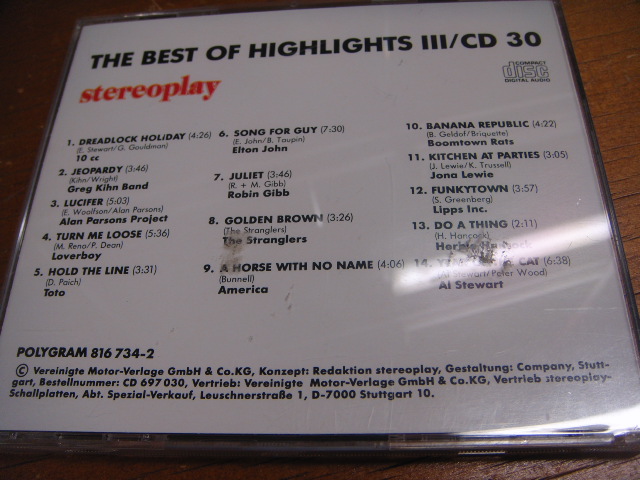 THE BEST OF HIGHLIGHTS III/CD 30
stereoplay
COMPACT
disc
DIGITAL AUDIO
1. DREADLOCK HOLIDAY (4:26)
(E. Stewart/G. Gouldman)
10 cc
2. JEOPARDY (3:46)
(Kihn/Wright)
Greg Kihn Band
3. LUCIFER (5:03)
(E. Woolfson/Alan Parsons)
Alan Parsons Project
4. TURN ME LOOSE (5:36)
(M. Reno/P. Dean)
Loverboy
5. HOLD THE LINE (3:31)
(D. Paich)
Toto
6. SONG FOR GUY (7:30)
(E. John/B. Taupin)
Elton John
7. JULIET (3:46)
(R. + M. Gibb)
Robin Gibb
8. GOLDEN BROWN (3:26)
(The Stranglers)
The Stranglers
9. A HORSE WITH NO NAME (4:06)
(Bunnell)
America
10. BANANA REPUBLIC (4:22)
(B. Geldof/Briquette)
Boomtown Rats
11. KITCHEN AT PARTIES (3:05)
(J. Lewie/K. Trussell)
Jona Lewie
12. FUNKYTOWN (3:57)
(S. Greenberg)
Lipps Inc.
13. DO A THING (2:11)
(H. Hancock)
14. CAT (6:38)
Stewart/Peter Wood)
Al Stewart
POLYGRAM 816 734-2
© Vereinigte Motor-Verlage GmbH & Co.KG, Konzept: Redaktion stereoplay, Gestaltung: Company, Stutt-
gart, Bestellnummer: CD 697 030, Vertrieb: Vereinigte Motor-Verlage GmbH & Co.KG, Vertrieb stereoplay-
Schallplatten, Abt. Spezial-Verkauf, Leuschnerstraße 1, D-7000 Stuttgart 10.